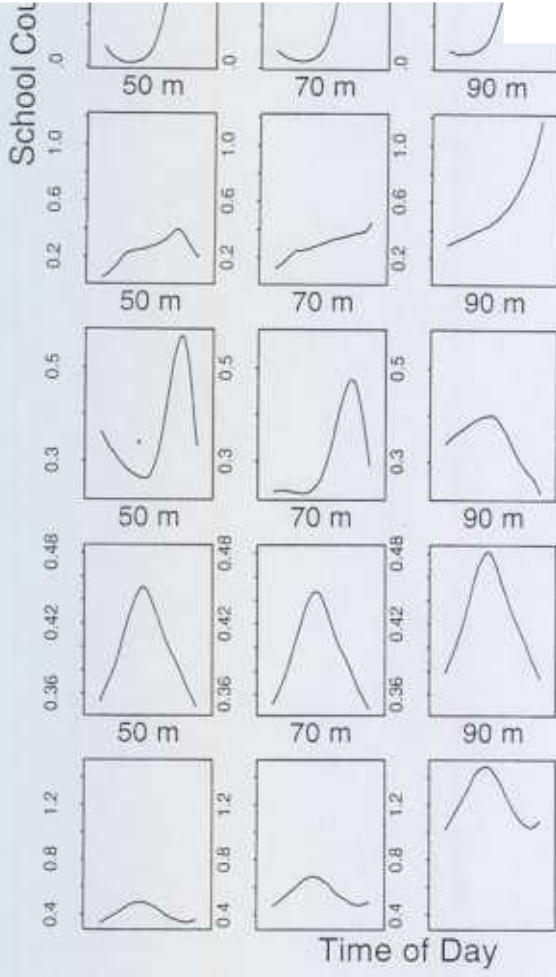 School Cou
.0 .0 .0
50 m 70 m 90 m
1.0 1.0 1.0
0.6 0.6 0.6
0.2 0.2 0.2
50 m 70 m 90 m
0.5 0.5 0.5
0.3 0.3 0.3
50 m 70 m 90 m
0.48 0.48 0.48
0.42 0.42 0.42
0.36 0.36 0.36
50 m 70 m 90 m
1.2 1.2 1.2
0.8 0.8 0.8
0.4 0.4 0.4
Time of Day